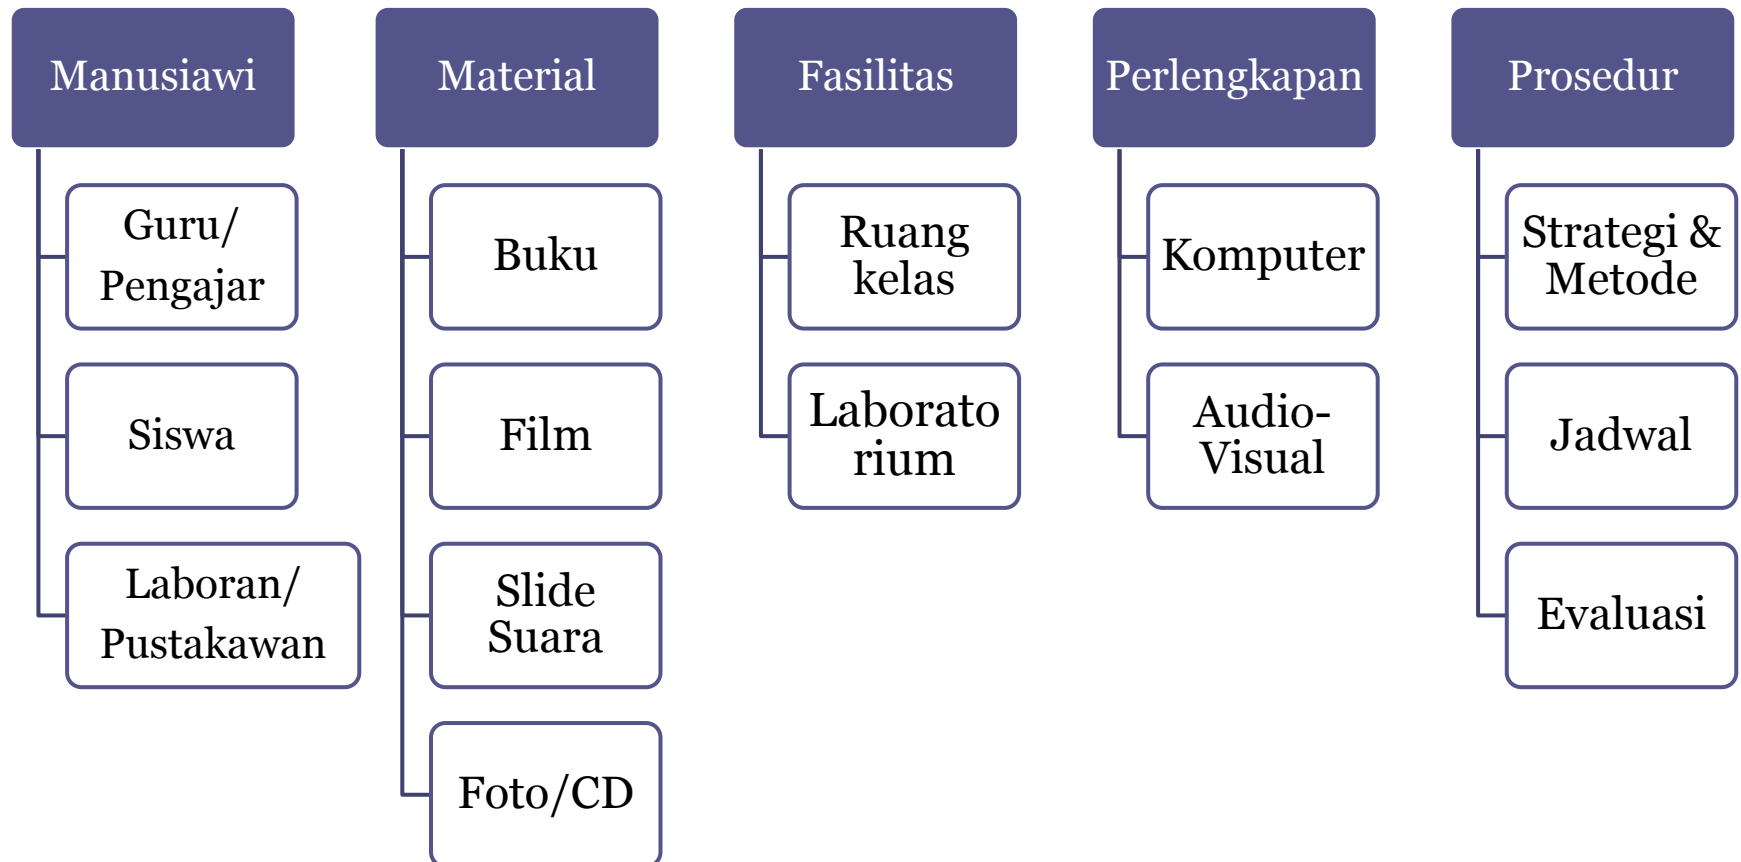 Manusiawi
Guru/
Pengajar
Siswa
Laboran/
Pustakawan
Material
Buku
Film
Slide
Suara
Foto/CD
Fasilitas
Ruang
kelas
Laborato
rium
Perlengkapan
Komputer
Audio-
Visual
Prosedur
Strategi &
Metode
Jadwal
Evaluasi